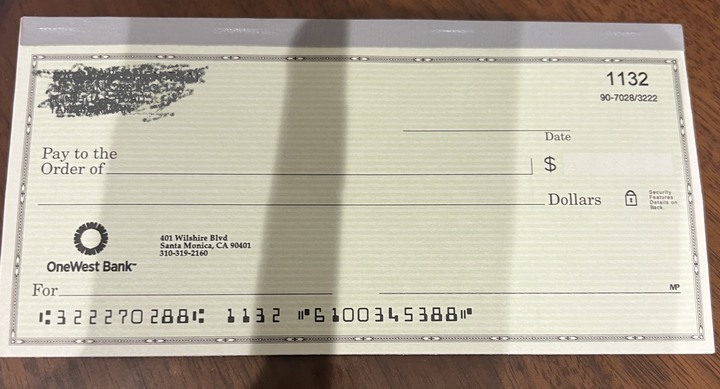 1132
90-7028/3222
Date
Pay to the
Order of
$
Dollars
Security
Features
Details on
Back.
OneWest Bank™
401 Wilshire Blvd
Santa Monica, CA 90401
310-319-2160
For
MP
⑆322270288⑆ 1132 ⑈6100345388⑈